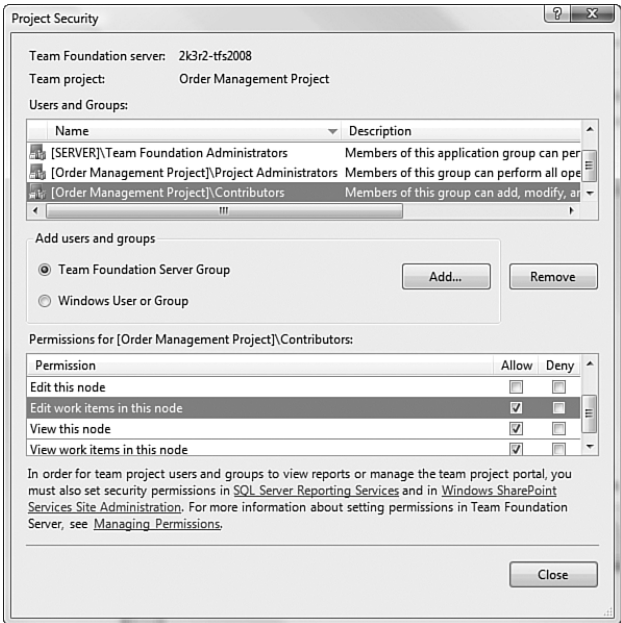 Project Security
Team Foundation server: 2k3r2-tfs2008
Team project: Order Management Project
Users and Groups:
Name Description
[SERVER]\Team Foundation Administrators Members of this application group can per
[Order Management Project]\Project Administrators Members of this group can perform all ope
[Order Management Project]\Contributors Members of this group can add, modify, ar
Add users and groups
Team Foundation Server Group
Windows User or Group
Add...
Remove
Permissions for [Order Management Project]\Contributors:
Permission Allow Deny
Edit this node
Edit work items in this node
View this node
View work items in this node
In order for team project users and groups to view reports or manage the team project portal, you
must also set security permissions in SQL Server Reporting Services and in Windows SharePoint
Services Site Administration. For more information about setting permissions in Team Foundation
Server, see Managing Permissions.
Close